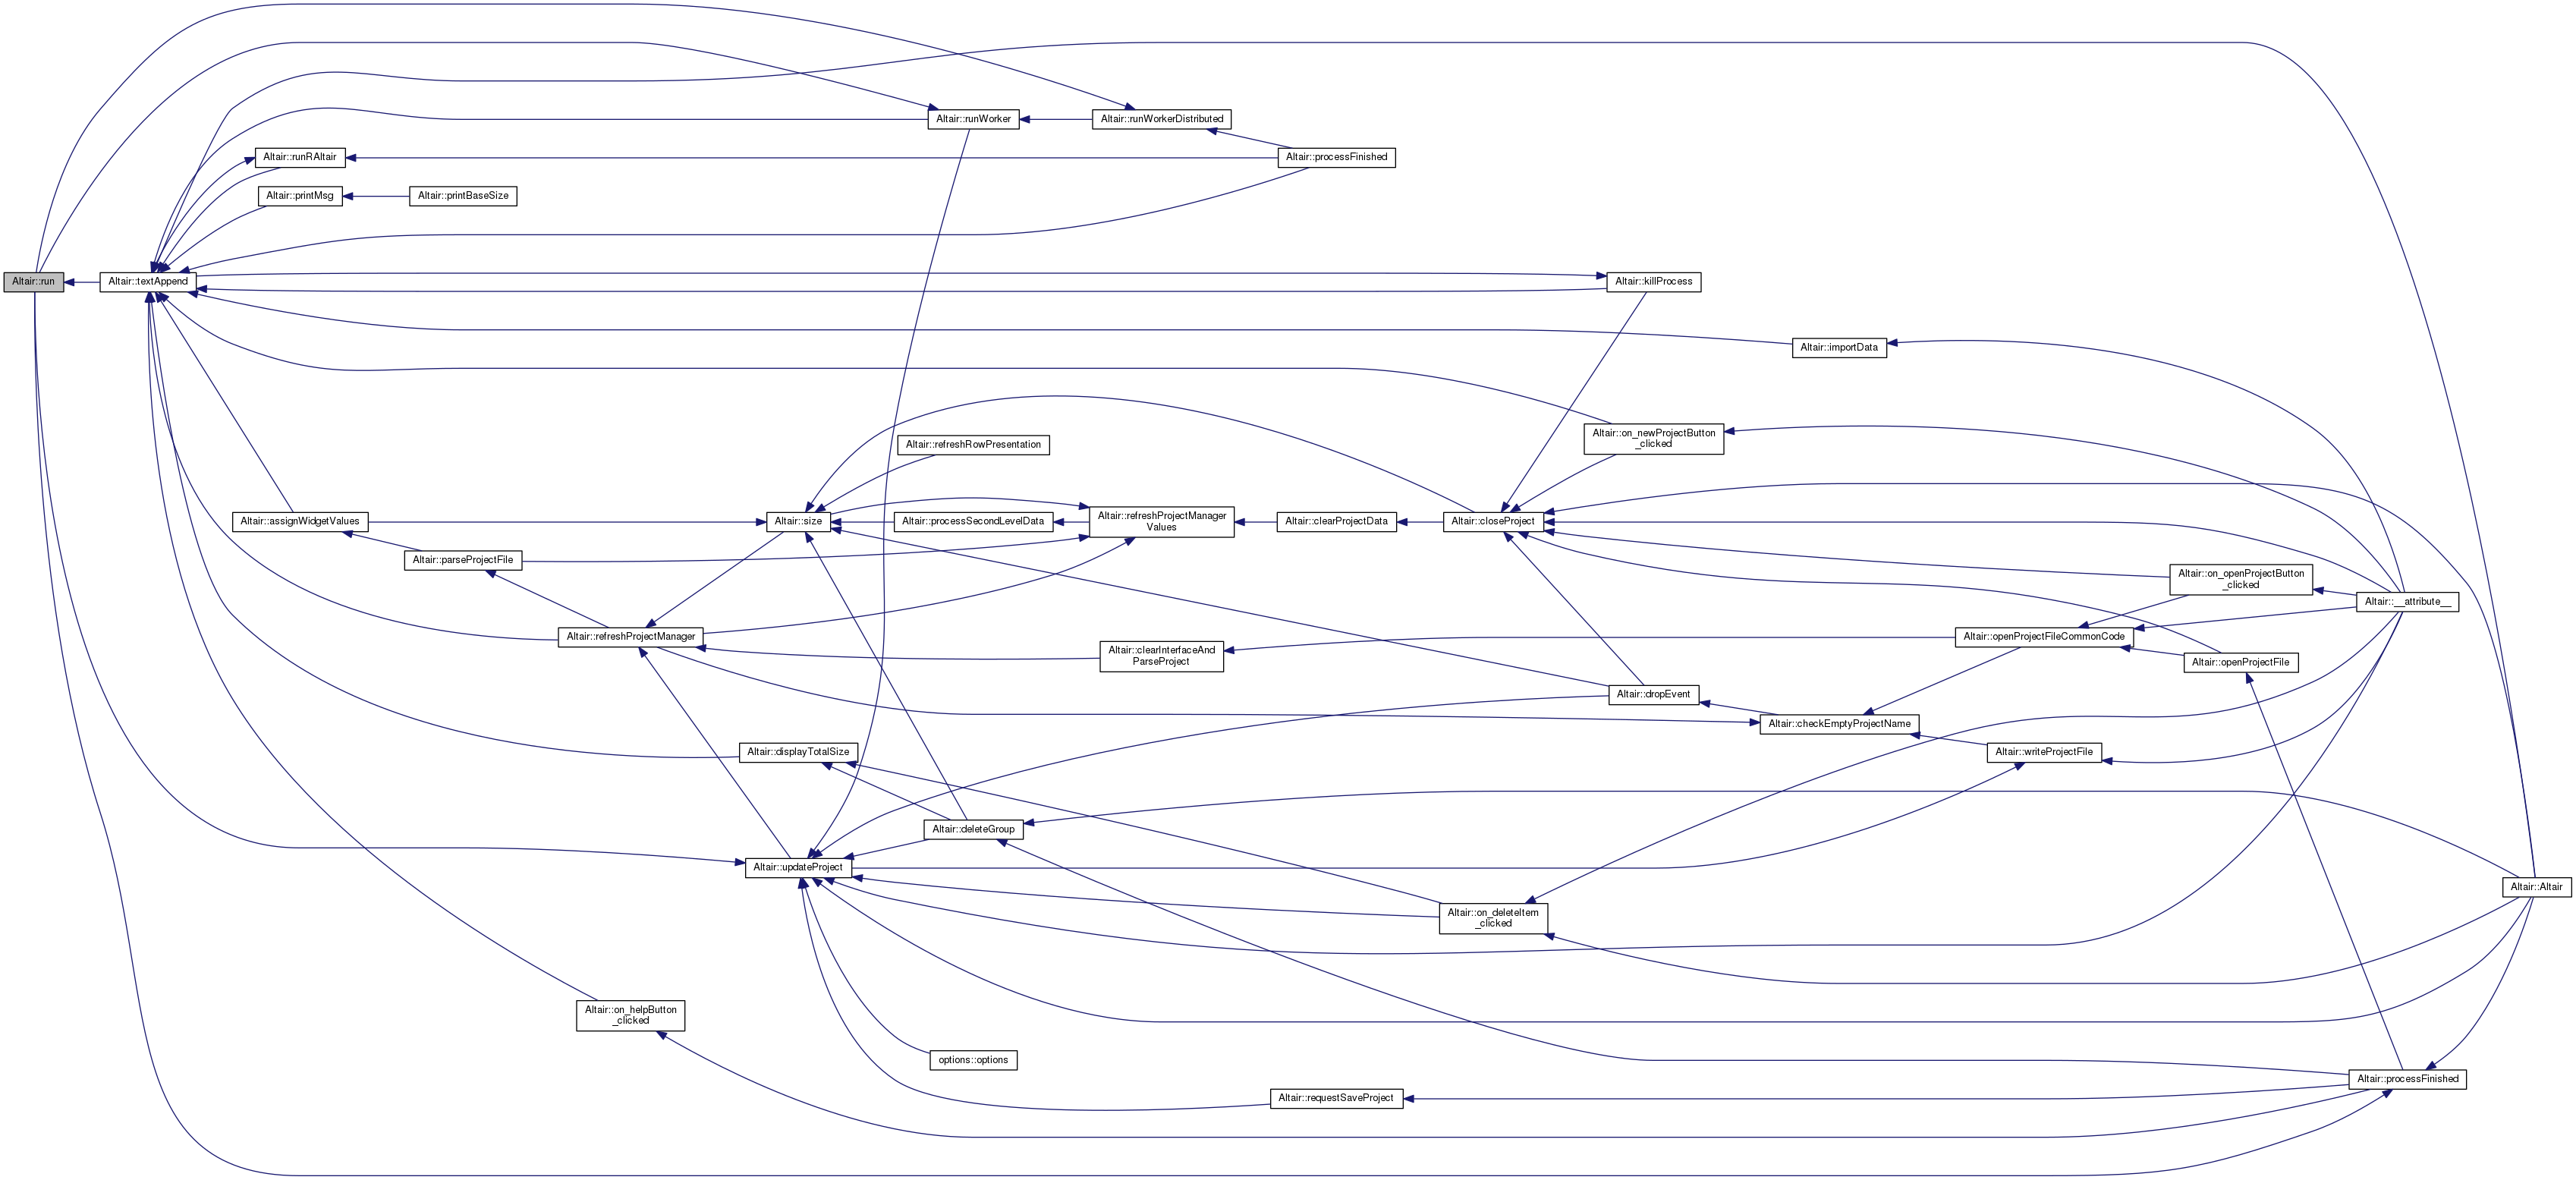 Altair::runWorker
Altair::runWorkerDistributed
Altair::runRAltair
Altair::processFinished
Altair::printMsg
Altair::printBaseSize
Altair::run
Altair::textAppend
Altair::killProcess
Altair::importData
Altair::on_newProjectButton
_clicked
Altair::refreshRowPresentation
Altair::assignWidgetValues
Altair::size
Altair::processSecondLevelData
Altair::refreshProjectManager
Values
Altair::clearProjectData
Altair::closeProject
Altair::parseProjectFile
Altair::on_openProjectButton
_clicked
Altair::__attribute__
Altair::refreshProjectManager
Altair::clearInterfaceAnd
ParseProject
Altair::openProjectFileCommonCode
Altair::openProjectFile
Altair::dropEvent
Altair::checkEmptyProjectName
Altair::displayTotalSize
Altair::writeProjectFile
Altair::deleteGroup
Altair::updateProject
Altair::Altair
Altair::on_deleteItem
_clicked
Altair::on_helpButton
_clicked
options::options
Altair::processFinished
Altair::requestSaveProject